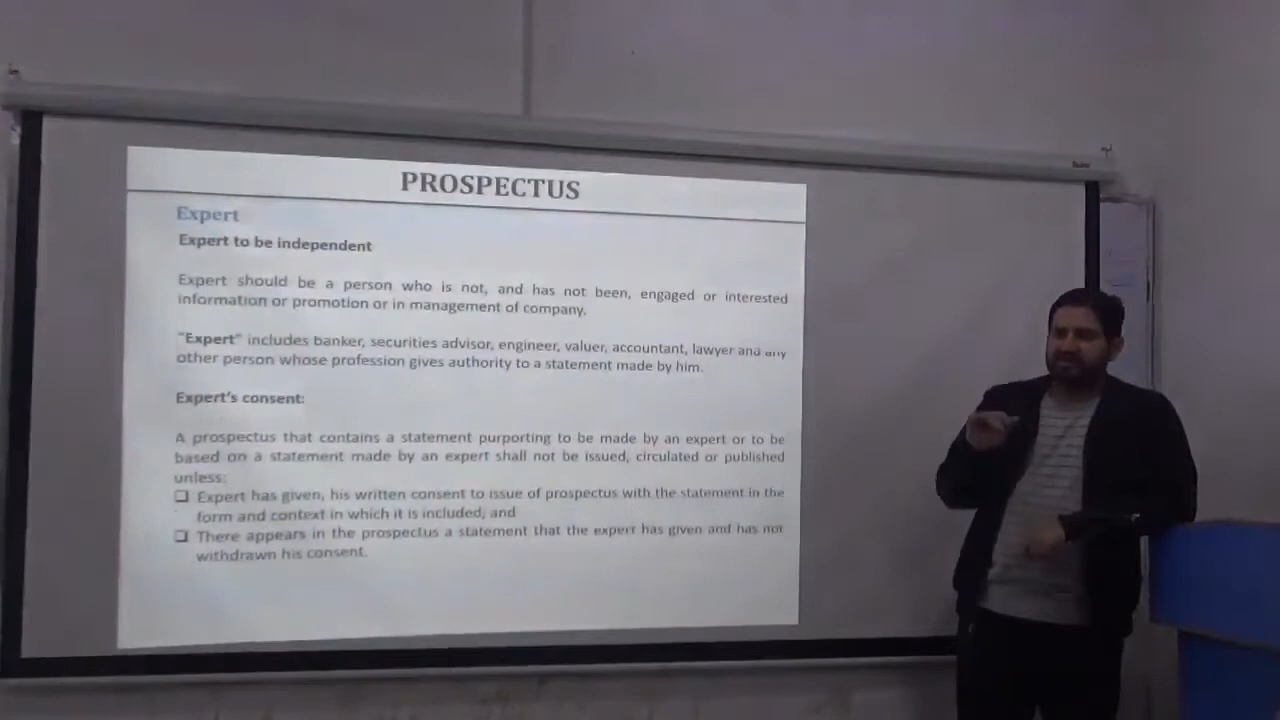 PROSPECTUS
Expert
Expert to be independent
Expert should be a person who is not, and has not been, engaged or interested
information or promotion or in management of company.
"Expert" includes banker, securities advisor, engineer, valuer, accountant, lawyer and any
other person whose profession gives authority to a statement made by him.
Expert's consent:
A prospectus that contains a statement purporting to be made by an expert or to be
based on a statement made by an expert shall not be issued, circulated or published
unless:
❑ Expert has given, his written consent to issue of prospectus with the statement in the
form and context in which it is included; and
❑ There appears in the prospectus a statement that the expert has given and has not
withdrawn his consent.